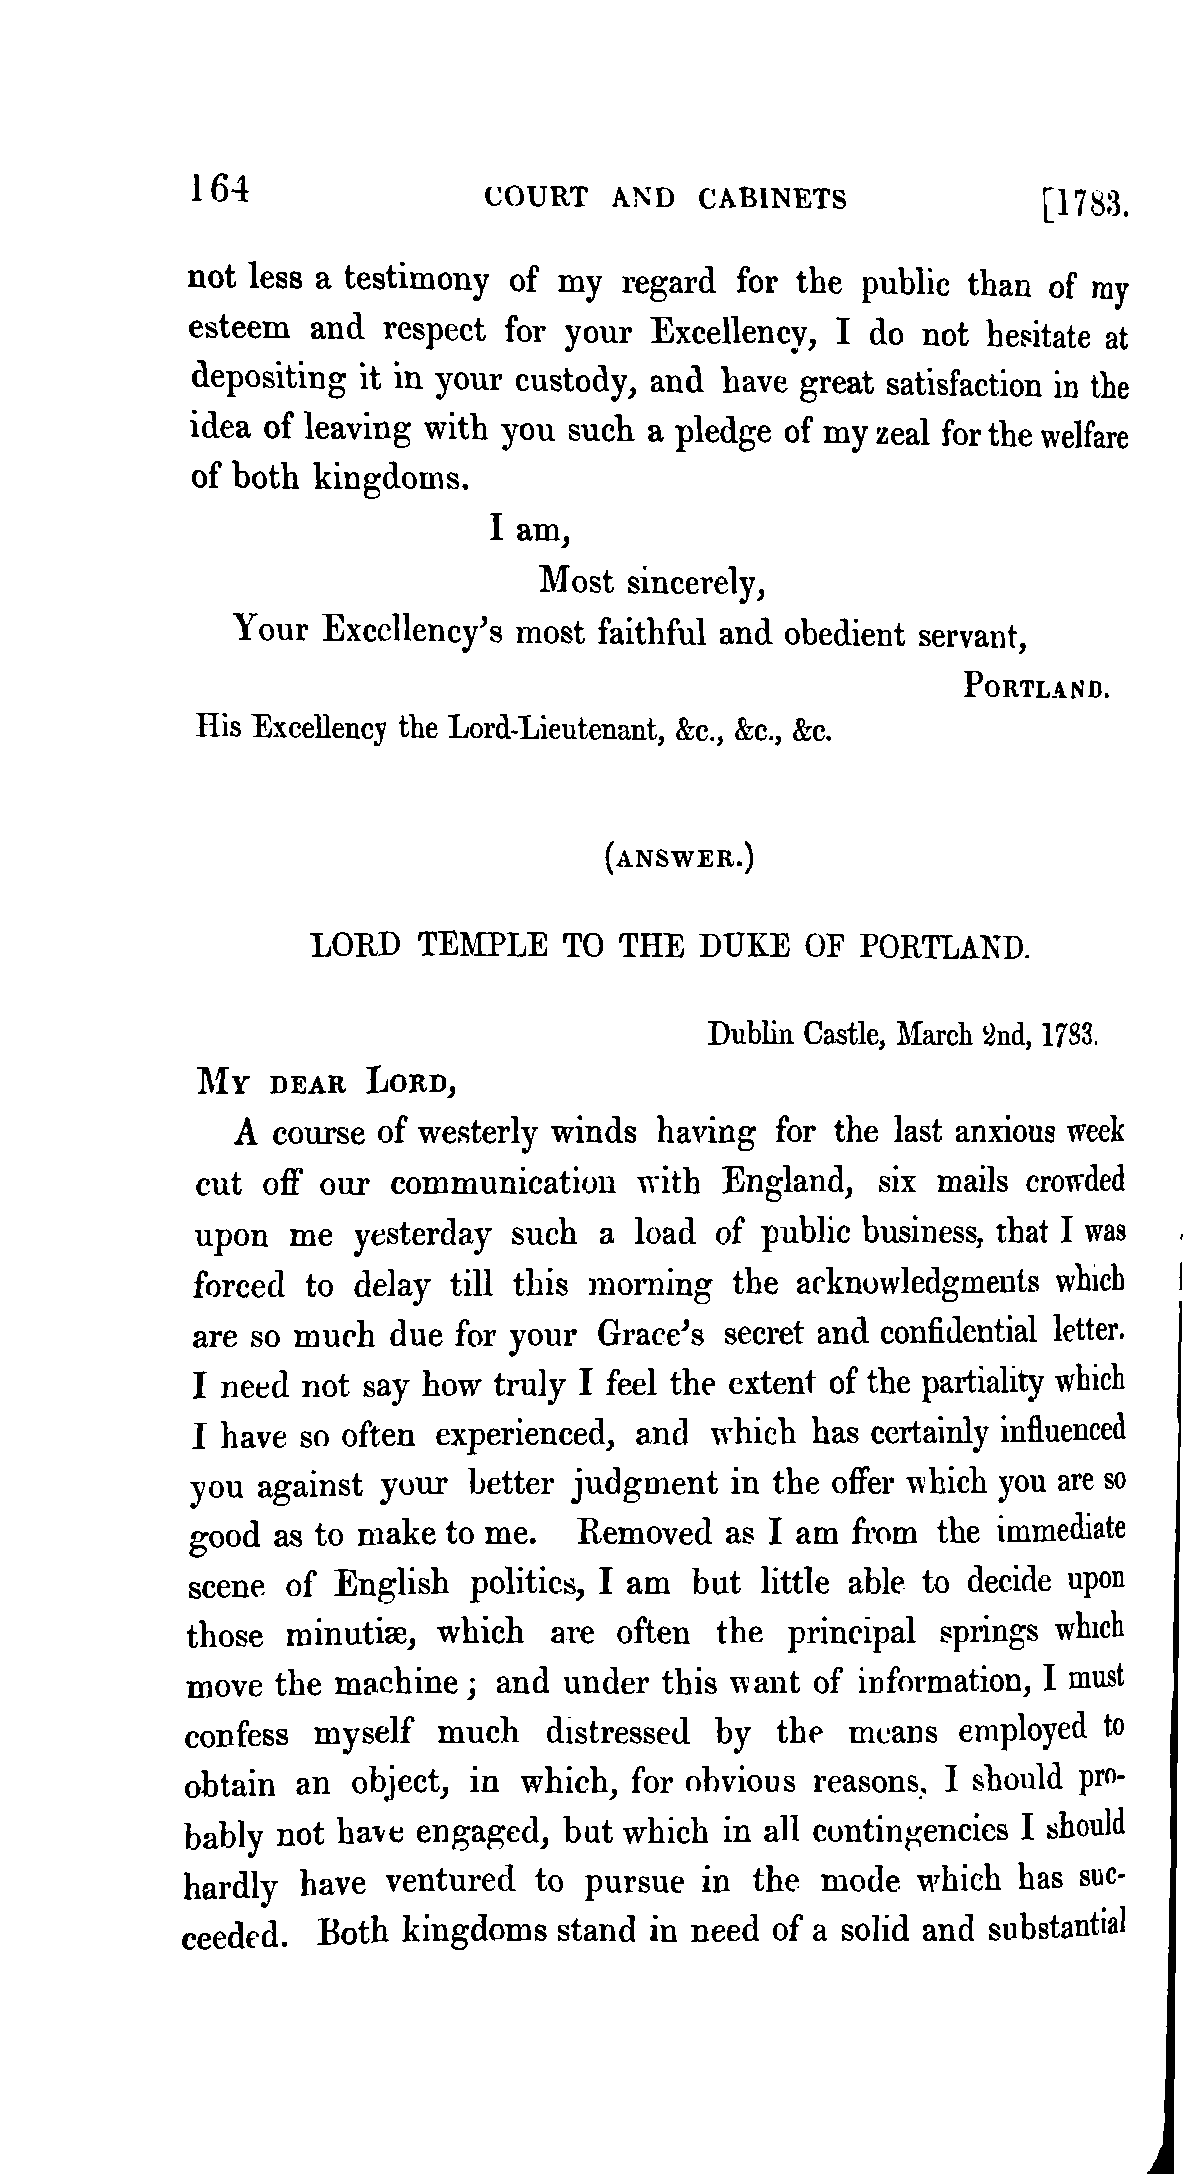 164 COURT AND CABINETS [1783.
not less a testimony of my regard for the public than of my
esteem and respect for your Excellency, I do not hesitate at
depositing it in your custody, and have great satisfaction in the
idea of leaving with you such a pledge of my zeal for the welfare
of both kingdoms.
I am,
Most sincerely,
Your Excellency's most faithful and obedient servant,
PORTLAND.
His Excellency the Lord-Lieutenant, &c., &c., &c.
(ANSWER.)
LORD TEMPLE TO THE DUKE OF PORTLAND.
Dublin Castle, March 2nd, 1783.
MY DEAR LORD,
A course of westerly winds having for the last anxious week
cut off our communication with England, six mails crowded
upon me yesterday such a load of public business, that I was
forced to delay till this morning the acknowledgments which
are so much due for your Grace's secret and confidential letter.
I need not say how truly I feel the extent of the partiality which
I have so often experienced, and which has certainly influenced
you against your better judgment in the offer which you are so
good as to make to me. Removed as I am from the immediate
scene of English politics, I am but little able to decide upon
those minutiæ, which are often the principal springs which
move the machine; and under this want of information, I must
confess myself much distressed by the means employed to
obtain an object, in which, for obvious reasons, I should pro-
bably not have engaged, but which in all contingencies I should
hardly have ventured to pursue in the mode which has suc-
ceeded. Both kingdoms stand in need of a solid and substantial